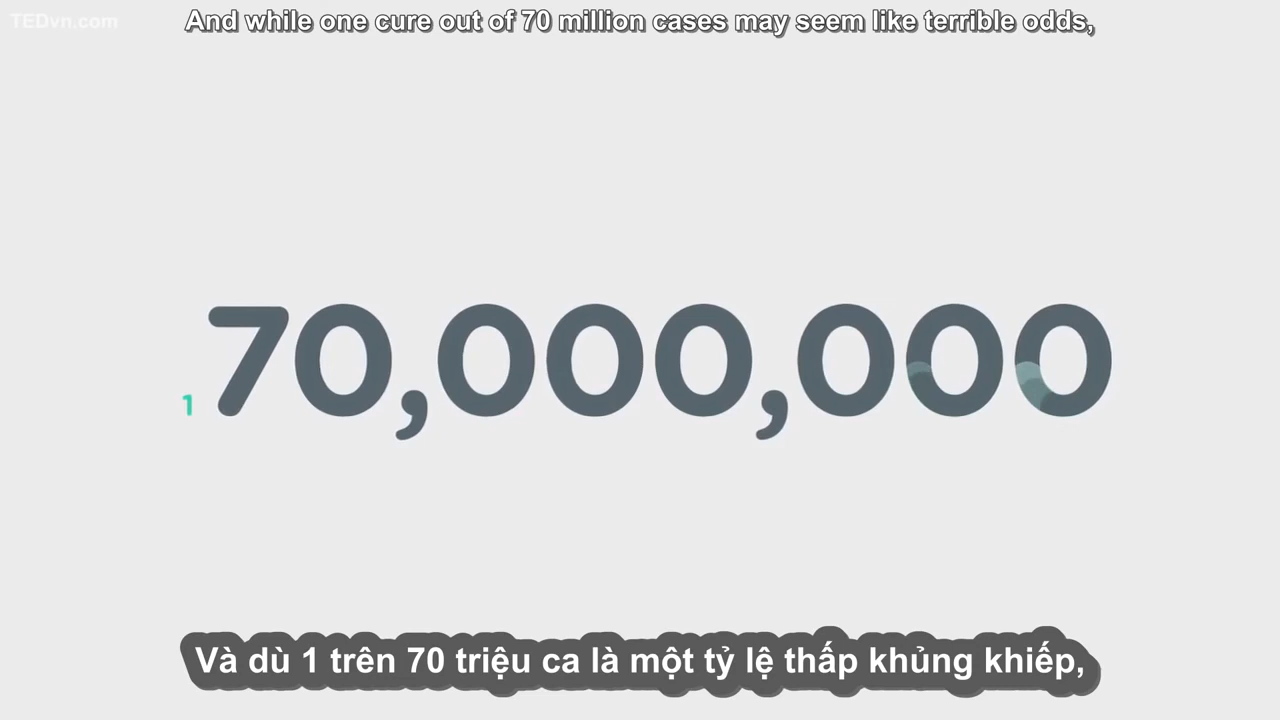 TEDvn.com
And while one cure out of 70 million cases may seem like terrible odds,
1 70,000,000
Và dù 1 trên 70 triệu ca là một tỷ lệ thấp khủng khiếp,